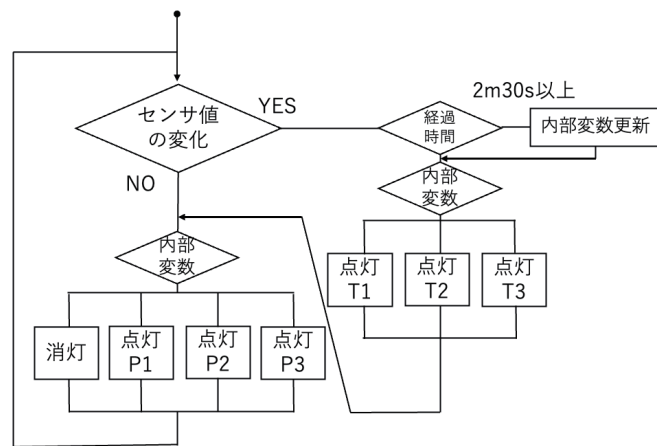 センサ値
の変化
YES
NO
経過
時間
2m30s以上
内部変数更新
内部
変数
点灯
T1
点灯
T2
点灯
T3
内部
変数
消灯
点灯
P1
点灯
P2
点灯
P3